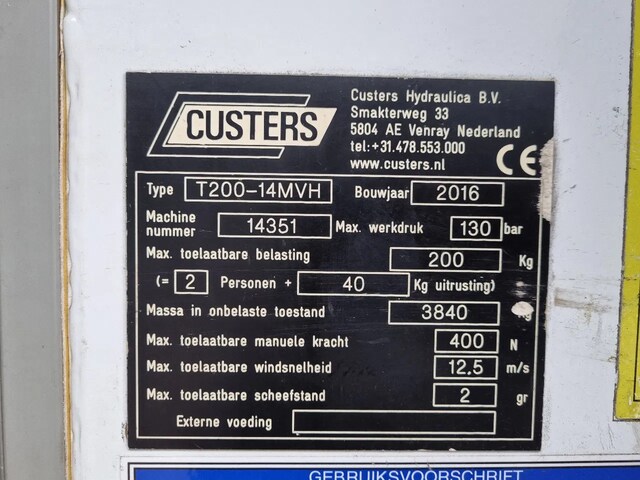 CUSTERS
Custers Hydraulica B.V.
Smakterweg 33
5804 AE Venray Nederland
tel:+31.478.553.000
www.custers.nl
CE
Type T200-14MVH Bouwjaar 2016
Machine nummer 14351 Max. werkdruk 130 bar
Max. toelaatbare belasting 200 Kg
(= 2 Personen + 40 Kg uitrusting)
Massa in onbelaste toestand 3840 Kg
Max. toelaatbare manuele kracht 400 N
Max. toelaatbare windsnelheid 12.5 m/s
Max. toelaatbare scheefstand 2 gr
Externe voeding
GEBRUIKSVOORSCHRIFT